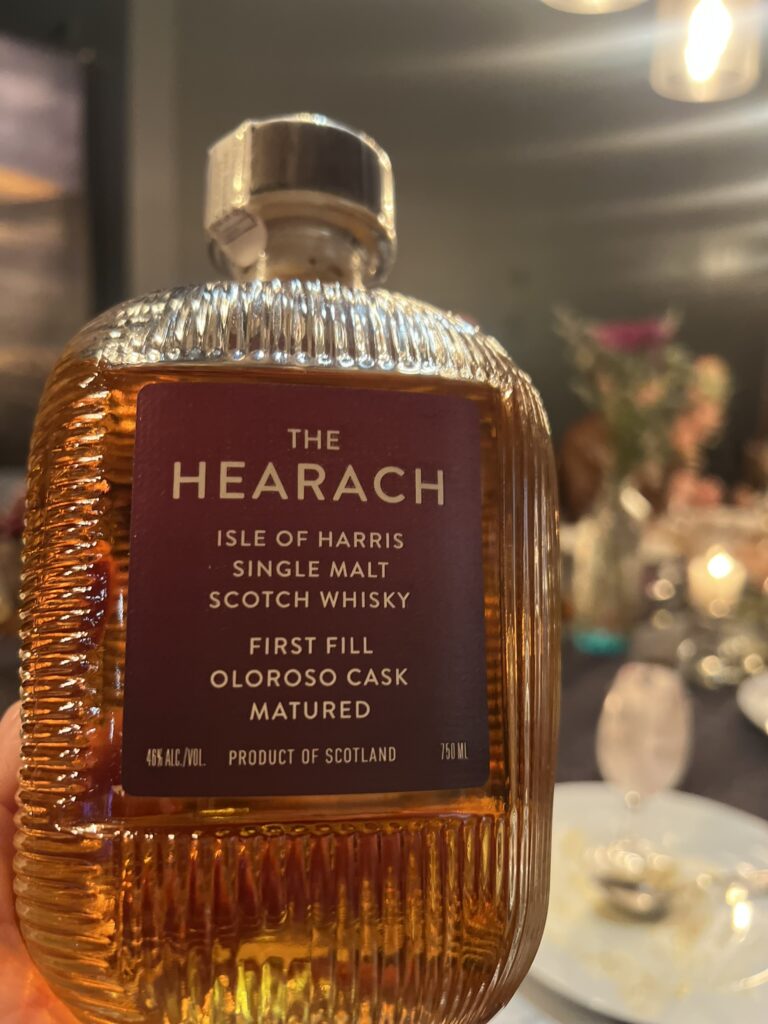 THE
HEARACH
ISLE OF HARRIS
SINGLE MALT
SCOTCH WHISKY
FIRST FILL
OLOROSO CASK
MATURED
46% ALC./VOL. PRODUCT OF SCOTLAND 750 ML